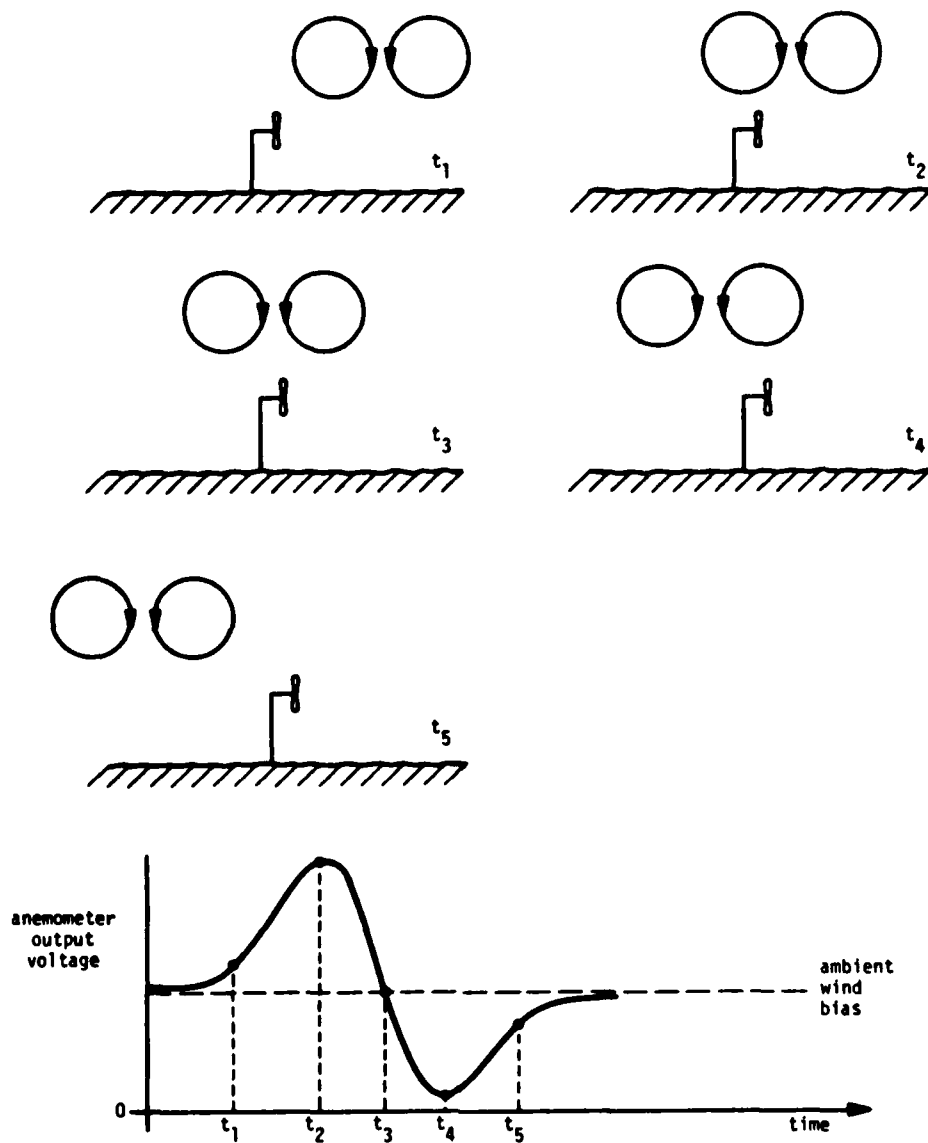 t1
t2
t3
t4
t5
anemometer
output
voltage
ambient
wind
bias
0
t1 t2 t3 t4 t5 time